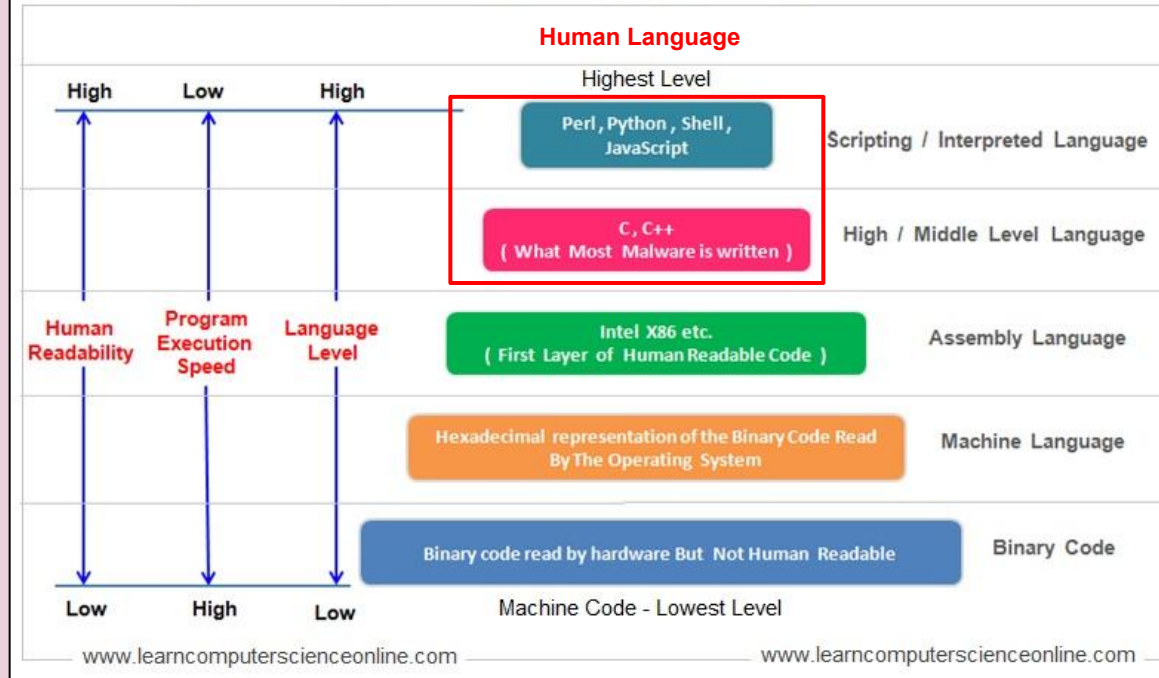 Human Language
Highest Level
High Low High
Perl, Python, Shell,
JavaScript
Scripting / Interpreted Language
C, C++
( What Most Malware is written )
High / Middle Level Language
Human
Readability
Program
Execution
Speed
Language
Level
Intel X86 etc.
( First Layer of Human Readable Code )
Assembly Language
Hexadecimal representation of the Binary Code Read
By The Operating System
Machine Language
Binary code read by hardware But Not Human Readable
Binary Code
Low High Low
Machine Code - Lowest Level
www.learncomputerscienceonline.com
www.learncomputerscienceonline.com